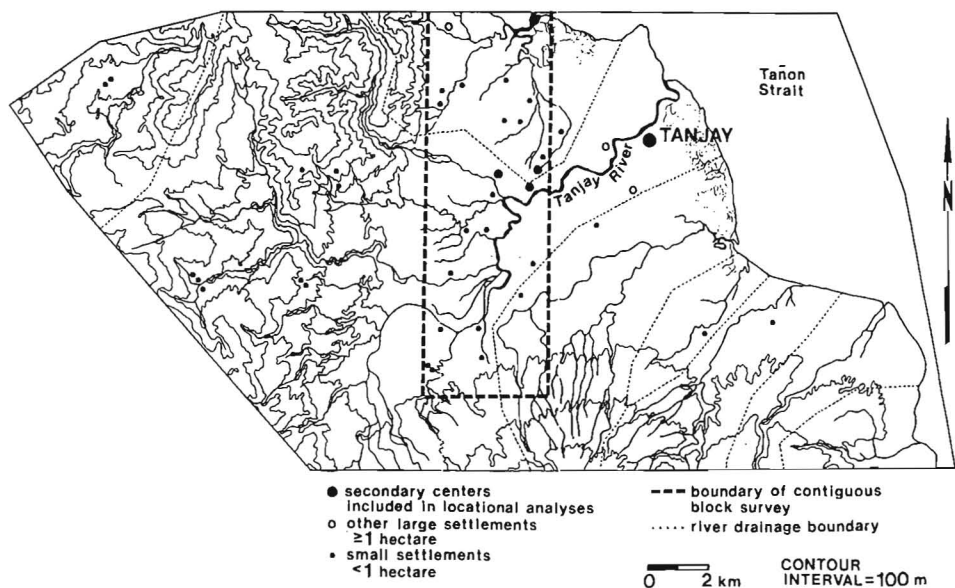 Tañon
Strait
TANJAY
Tanjay River
N
● secondary centers
included in locational analyses
○ other large settlements
≥1 hectare
• small settlements
<1 hectare
boundary of contiguous
block survey
river drainage boundary
0 2 km
CONTOUR
INTERVAL=100 m